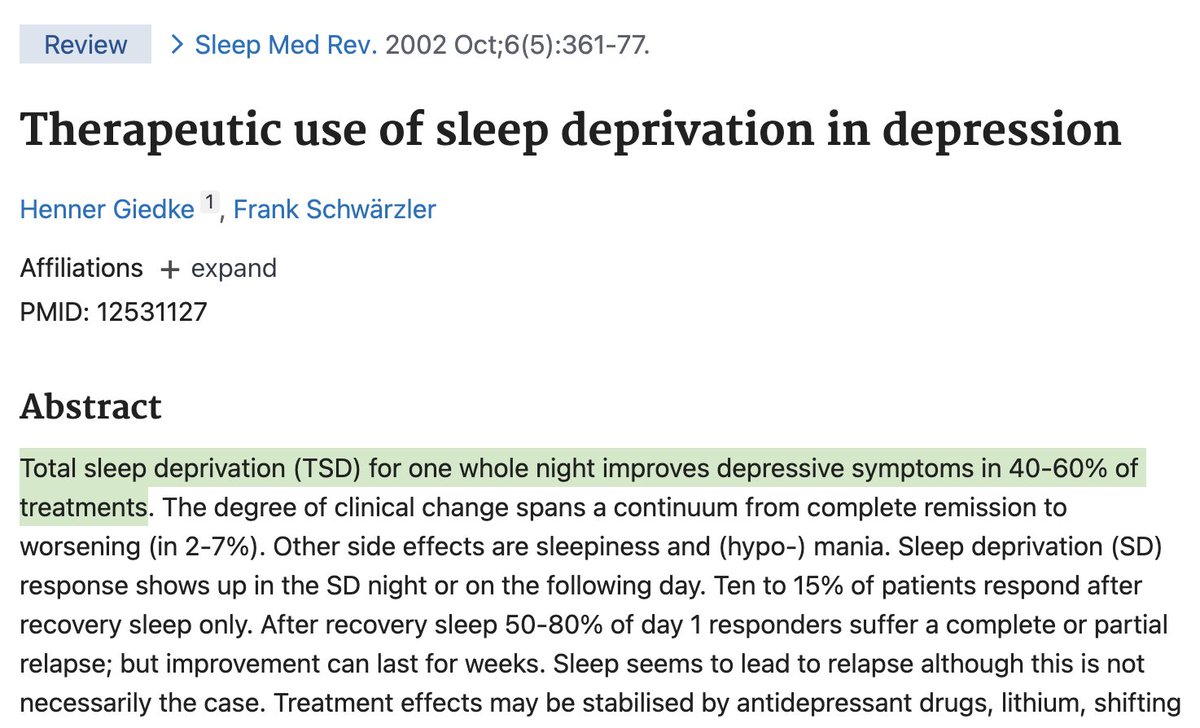 Review > Sleep Med Rev. 2002 Oct;6(5):361-77.
Therapeutic use of sleep deprivation in depression
Henner Giedke 1, Frank Schwärzler
Affiliations + expand
PMID: 12531127
Abstract
Total sleep deprivation (TSD) for one whole night improves depressive symptoms in 40-60% of
treatments. The degree of clinical change spans a continuum from complete remission to
worsening (in 2-7%). Other side effects are sleepiness and (hypo-) mania. Sleep deprivation (SD)
response shows up in the SD night or on the following day. Ten to 15% of patients respond after
recovery sleep only. After recovery sleep 50-80% of day 1 responders suffer a complete or partial
relapse; but improvement can last for weeks. Sleep seems to lead to relapse although this is not
necessarily the case. Treatment effects may be stabilised by antidepressant drugs, lithium, shifting